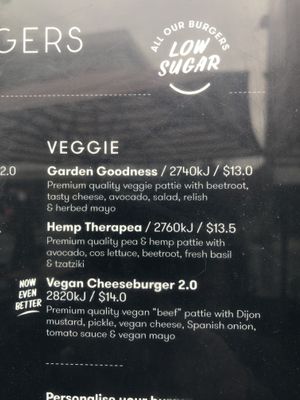 GERS
ALL OUR BURGERS
LOW
SUGAR
VEGGIE
2.0
Garden Goodness / 2740kJ / $13.0
Premium quality veggie pattie with beetroot,
tasty cheese, avocado, salad, relish
& herbed mayo
Hemp Therapea / 2760kJ / $13.5
Premium quality pea & hemp pattie with
avocado, cos lettuce, beetroot, fresh basil
& tzatziki
NOW
EVEN
BETTER
Vegan Cheeseburger 2.0
2820kJ / $14.0
Premium quality vegan "beef" pattie with Dijon
mustard, pickle, vegan cheese, Spanish onion,
tomato sauce & vegan mayo
Personalise your